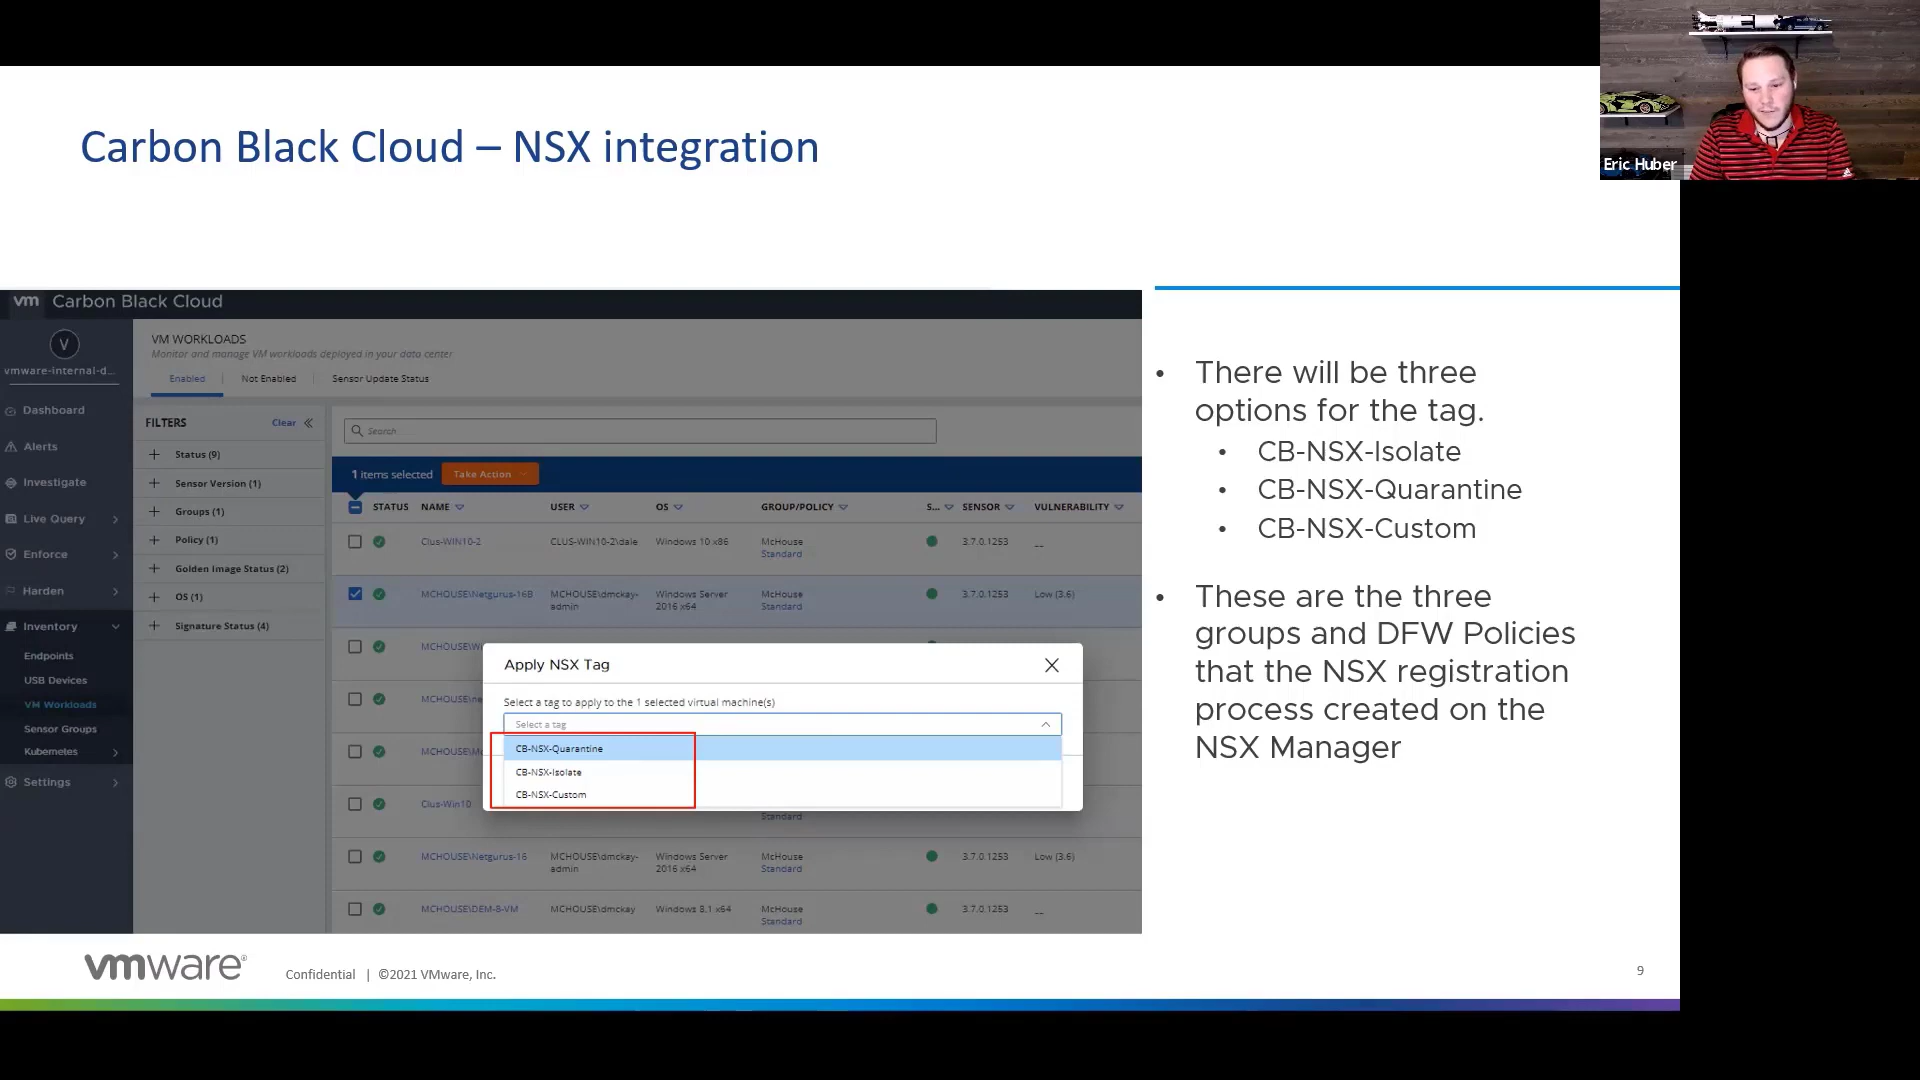 Eric Huber
Carbon Black Cloud – NSX integration
vm Carbon Black Cloud
V
vmware-internal-d...
Dashboard
Alerts
Investigate
Live Query
Enforce
Harden
Inventory
Endpoints
USB Devices
VM Workloads
Sensor Groups
Kubernetes
Settings
VM WORKLOADS
Monitor and manage VM workloads deployed in your data center
Enabled
Not Enabled
Sensor Update Status
FILTERS
Clear
Status (9)
Sensor Version (1)
Groups (1)
Policy (1)
Golden Image Status (2)
OS (1)
Signature Status (4)
Search
1 items selected
Take Action
STATUS NAME USER OS GROUP/POLICY S... SENSOR VULNERABILITY
Clus-WIN10-2 CLUS-WIN10-2\dale Windows 10 x86 McHouse 3.7.0.1253 --
Standard
MCHOUSE\Netgurus-16B MCHOUSE\dmckay- Windows Server McHouse 3.7.0.1253 Low (3.6)
admin 2016 x64 Standard
MCHOUSE\W
MCHOUSE\ne
MCHOUSE\M
Clus-Win10
Standard
MCHOUSE\Netgurus-16 MCHOUSE\dmckay- Windows Server McHouse 3.7.0.1253 Low (3.6)
admin 2016 x64 Standard
MCHOUSE\DEM-8-VM MCHOUSE\dmckay Windows 8.1 x64 McHouse 3.7.0.1253 --
Standard
Apply NSX Tag
Select a tag to apply to the 1 selected virtual machine(s)
Select a tag
CB-NSX-Quarantine
CB-NSX-Isolate
CB-NSX-Custom
• There will be three
options for the tag.
• CB-NSX-Isolate
• CB-NSX-Quarantine
• CB-NSX-Custom
• These are the three
groups and DFW Policies
that the NSX registration
process created on the
NSX Manager
vmware®
Confidential | ©2021 VMware, Inc.
9